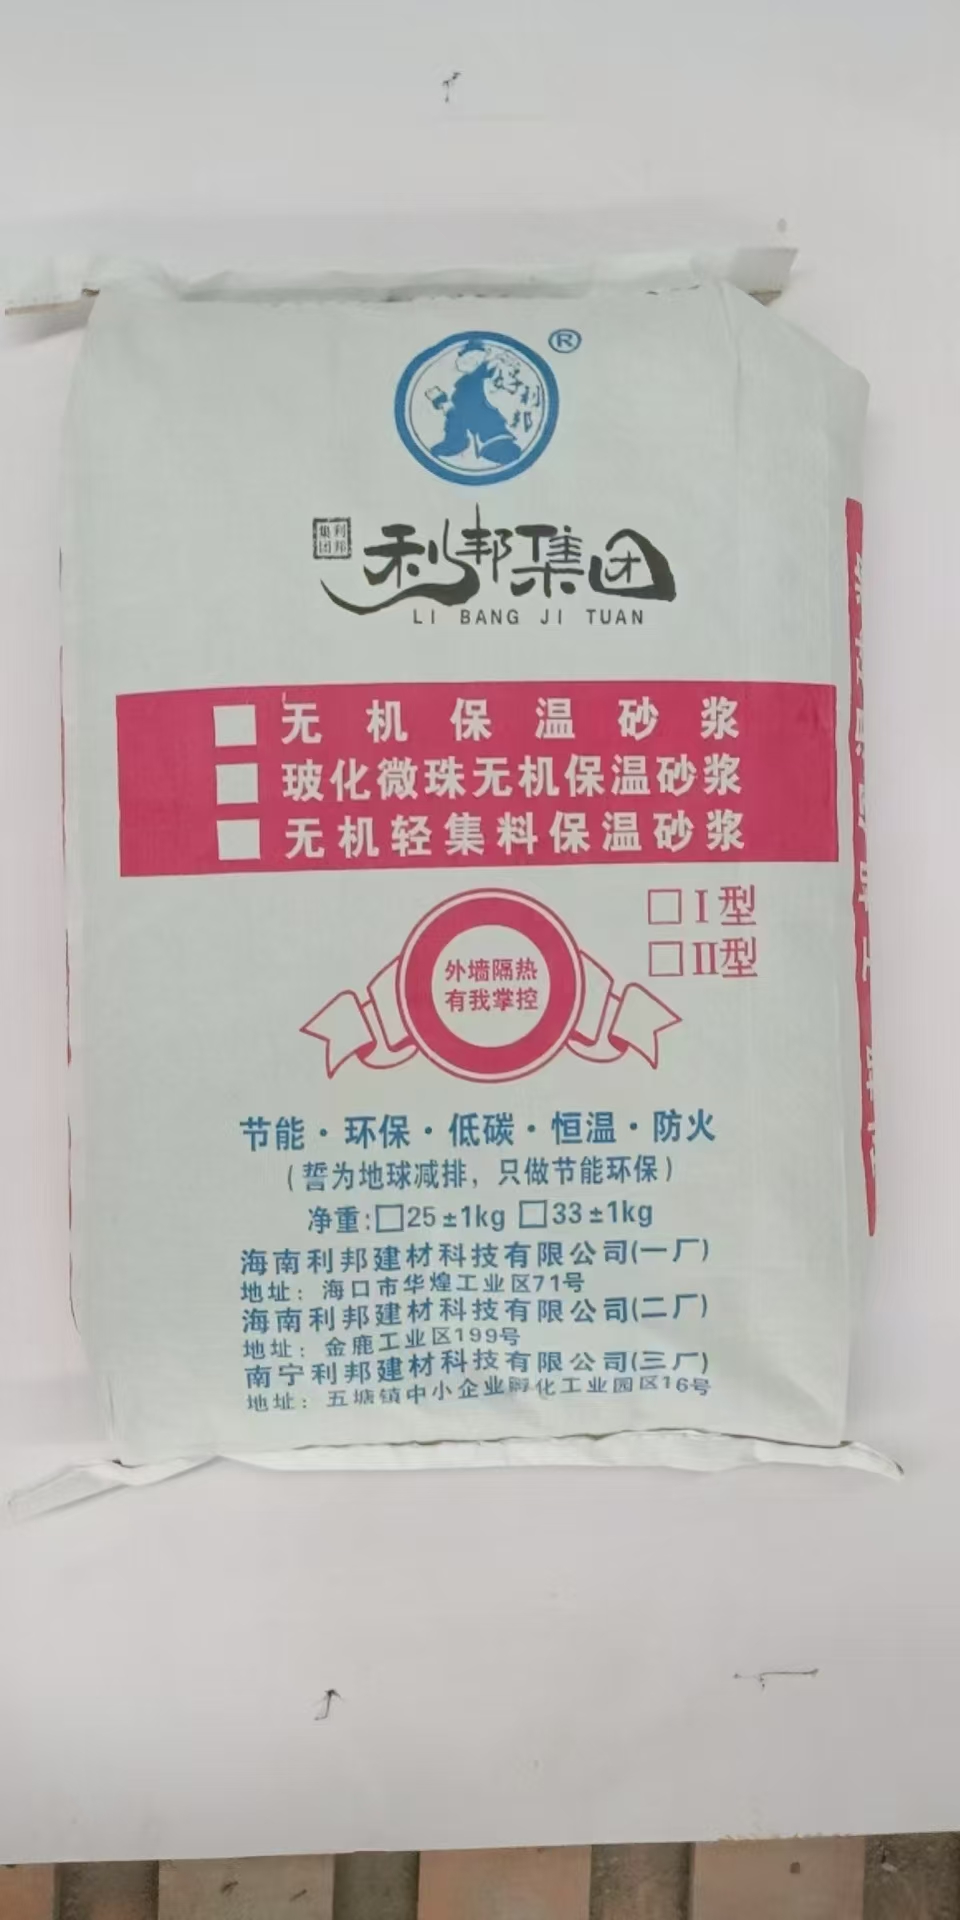 ®
好利邦
利邦集团
利邦集团
LI BANG JI TUAN
无机保温砂浆
玻化微珠无机保温砂浆
无机轻集料保温砂浆
I型
II型
外墙隔热
有我掌控
节能·环保·低碳·恒温·防火
(誓为地球减排，只做节能环保)
净重:□25±1kg □33±1kg
海南利邦建材科技有限公司(一厂)
地址：海口市华煌工业区71号
海南利邦建材科技有限公司(二厂)
地址：金鹿工业区199号
南宁利邦建材科技有限公司(三厂)
地址：五塘镇中小企业孵化工业园区16号